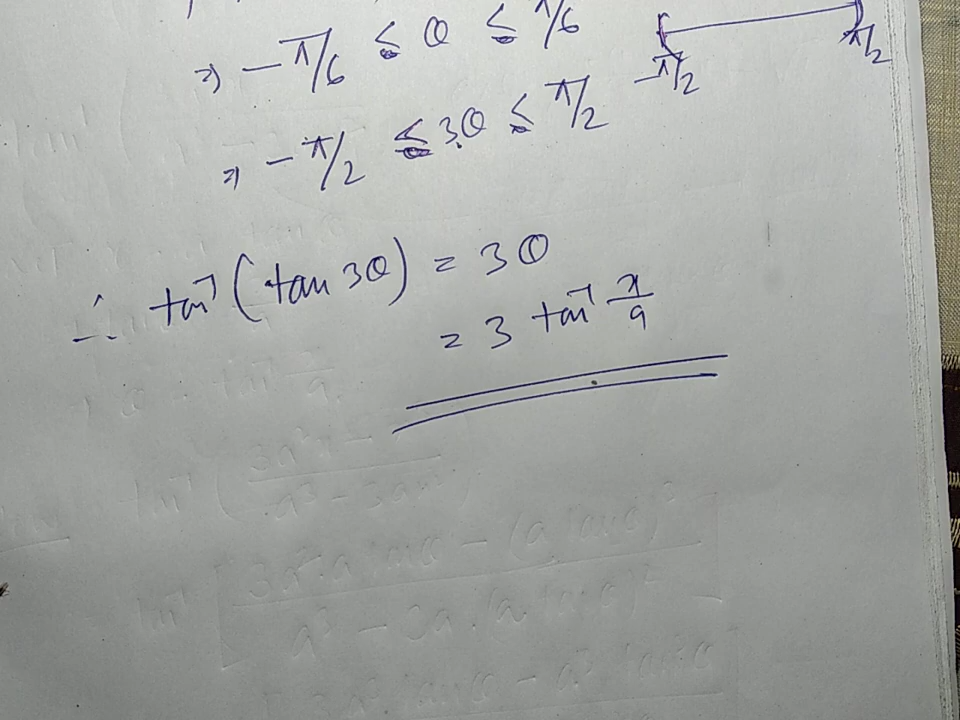 ⇒ -π/6 ≤ θ ≤ π/6
-π/2 π/2
⇒ -π/2 ≤ 3θ ≤ π/2
∴ tan⁻¹(tan 3θ) = 3θ
= 3 tan⁻¹ x/a